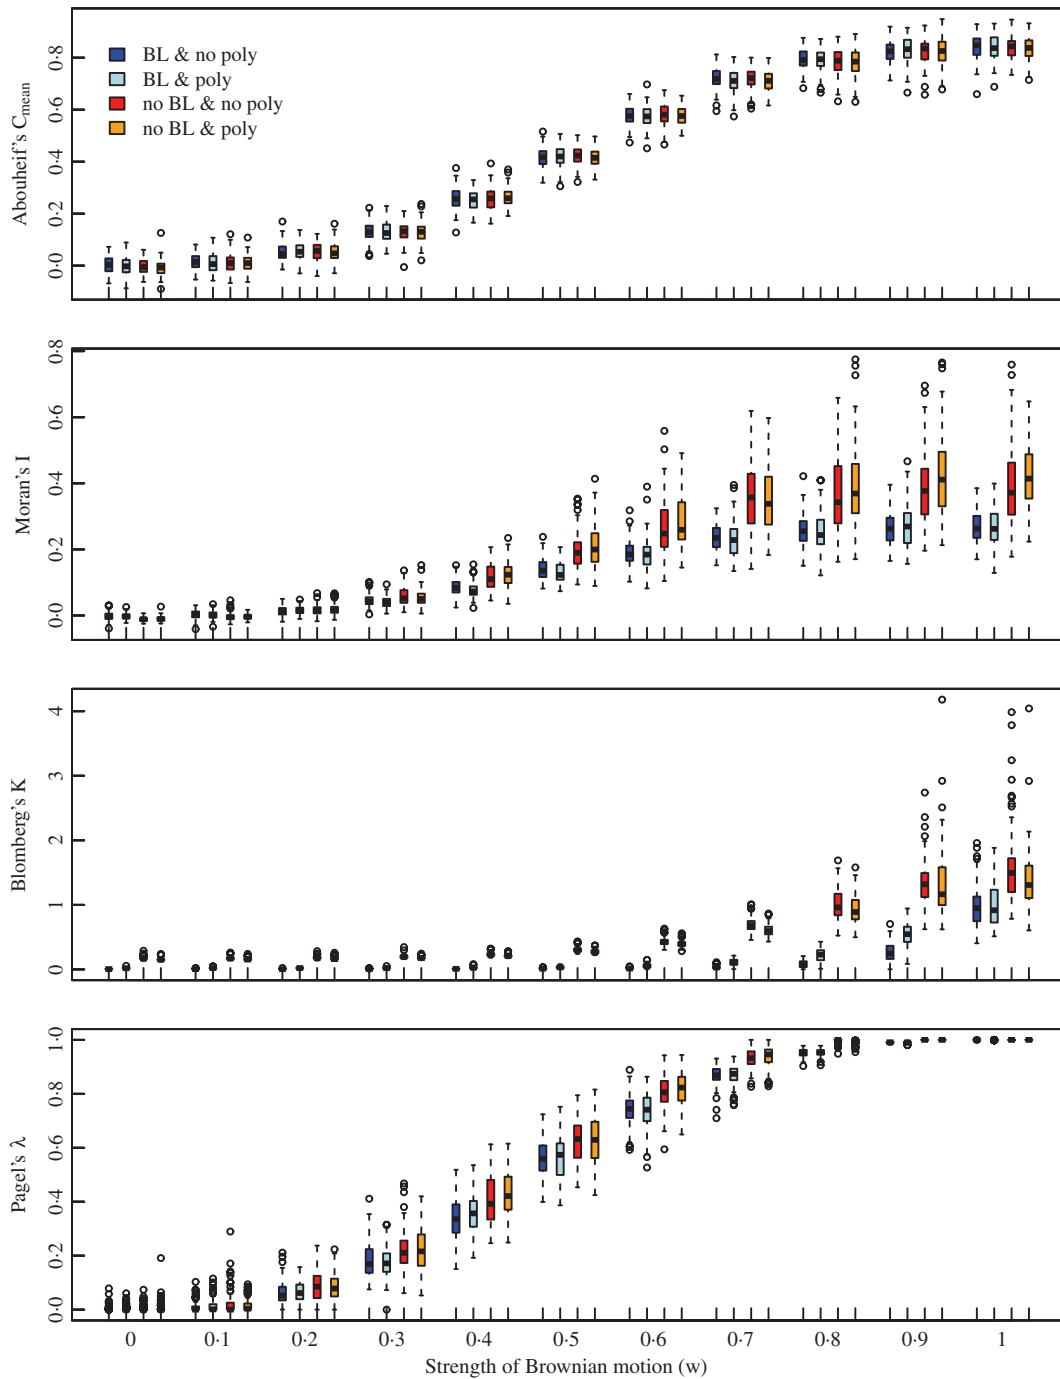 Abouheif's Cmean
0·8
0·6
0·4
0·2
0·0
BL & no poly
BL & poly
no BL & no poly
no BL & poly
Moran's I
0·8
0·6
0·4
0·2
0·0
Blomberg's K
4
3
2
1
0
Pagel's λ
1·0
0·8
0·6
0·4
0·2
0·0
0 0·1 0·2 0·3 0·4 0·5 0·6 0·7 0·8 0·9 1
Strength of Brownian motion (w)